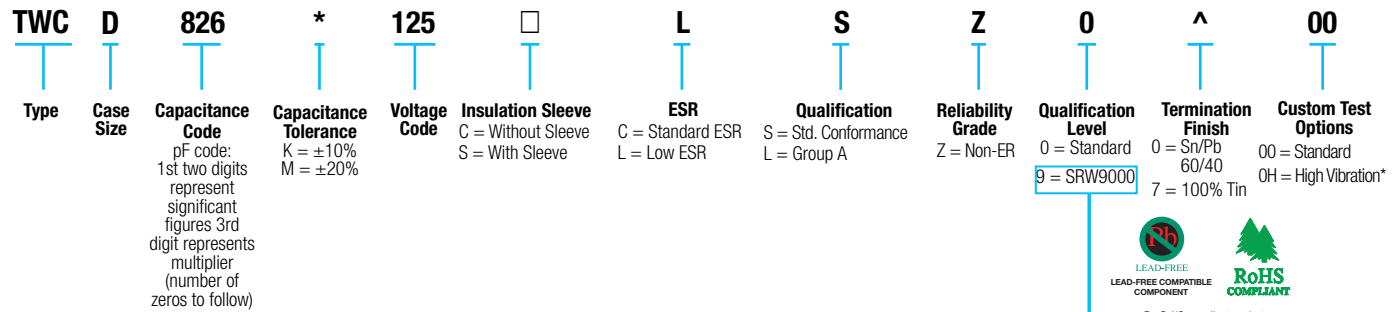 TWC D 826 * 125 □ L S Z 0 ^ 00
Type
Case
Size
Capacitance
Code
pF code:
1st two digits
represent
significant
figures 3rd
digit represents
multiplier
(number of
zeros to follow)
Capacitance
Tolerance
K = ±10%
M = ±20%
Voltage
Code
Insulation Sleeve
C = Without Sleeve
S = With Sleeve
ESR
C = Standard ESR
L = Low ESR
Qualification
S = Std. Conformance
L = Group A
Reliability
Grade
Z = Non-ER
Qualification
Level
0 = Standard
9 = SRW9000
Termination
Finish
0 = Sn/Pb
60/40
7 = 100% Tin
Custom Test
Options
00 = Standard
0H = High Vibration*
Pb
LEAD-FREE
LEAD-FREE COMPATIBLE
COMPONENT
RoHS
COMPLIANT